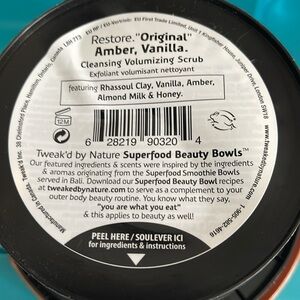 Restore."Original"
Amber, Vanilla.
Cleansing Volumizing Scrub
Exfoliant volumisant nettoyant
featuring Rhassoul Clay, Vanilla, Amber,
Almond Milk & Honey.
12M
6 28219 90320 4
Tweak'd by Nature Superfood Beauty Bowls™
Our featured ingredients & scents were inspired by the ingredients
& aromas originating from the Superfood Smoothie Bowls
served in Bali. Download our Superfood Beauty Bowl recipe
at tweakedbynature.com to serve as a complement to your
outer body beauty routine. You know what they say...
"you are what you eat"
& this applies to beauty as well!
PEEL HERE / SOULEVER ICI
for ingredients & instructions
www.tweakedbynature.com